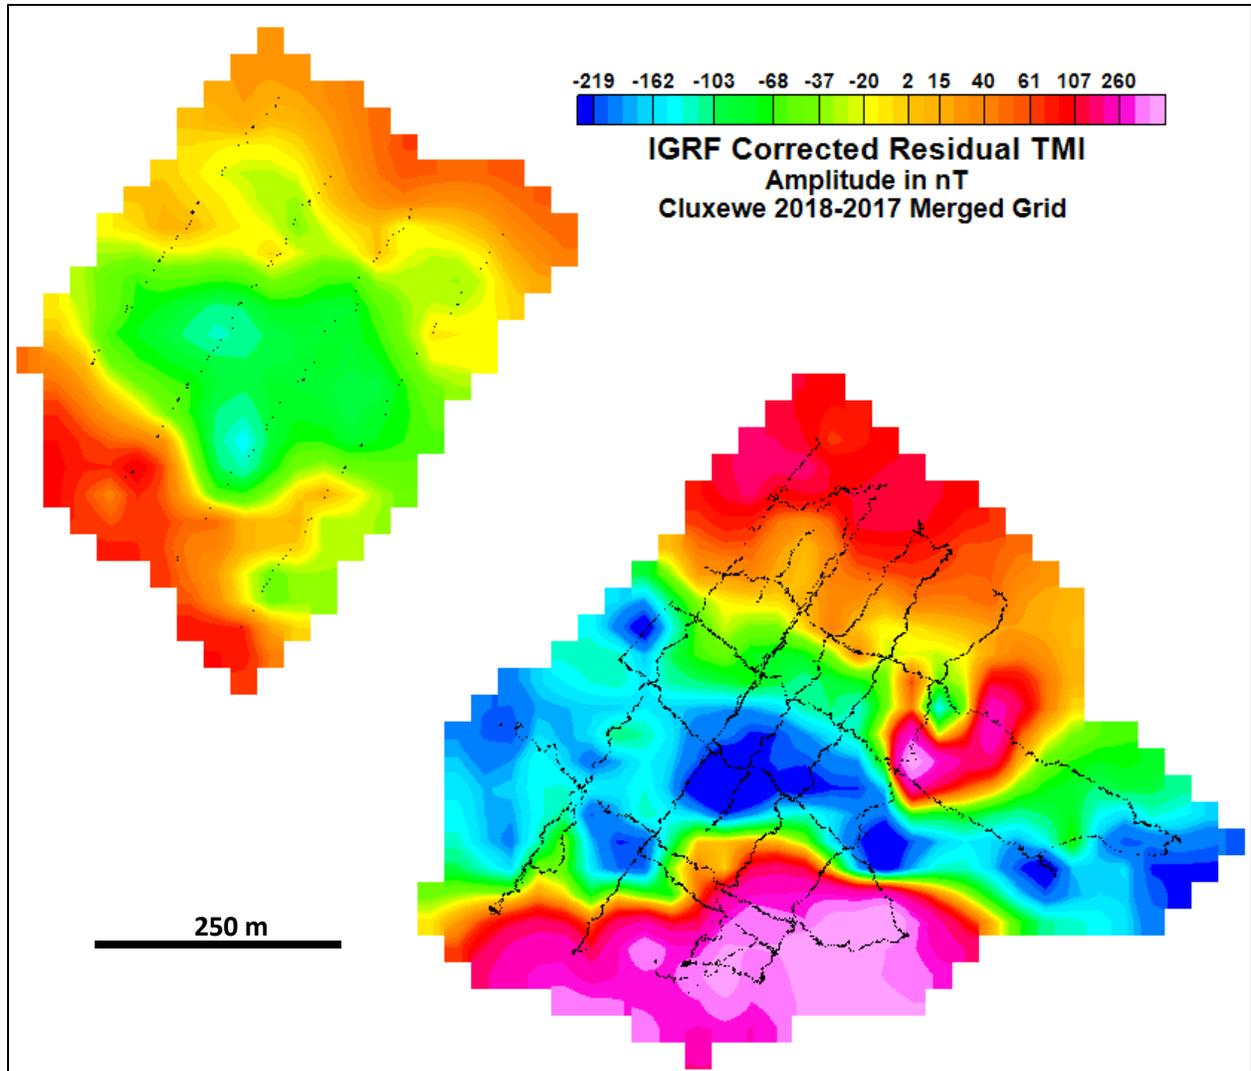 -219 -162 -103 -68 -37 -20 2 15 40 61 107 260
IGRF Corrected Residual TMI
Amplitude in nT
Cluxewe 2018-2017 Merged Grid
250 m